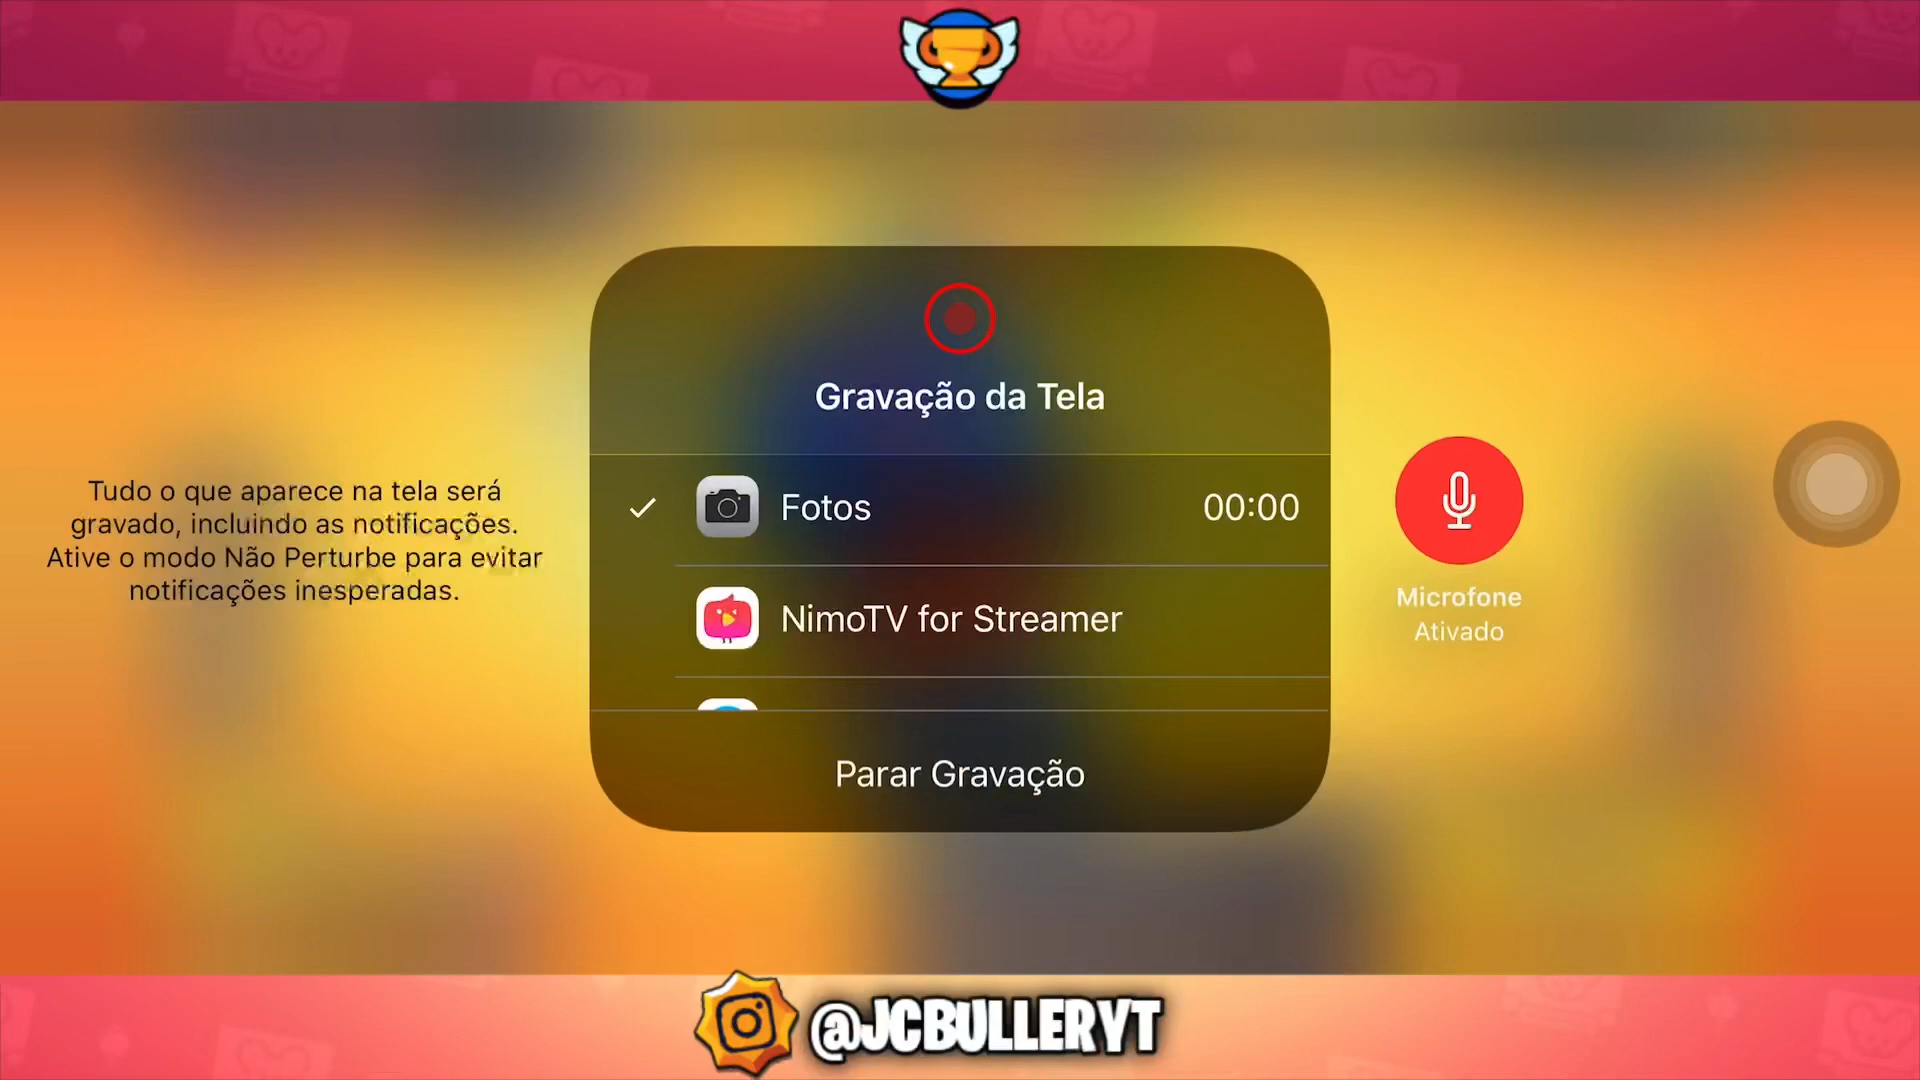 Gravação da Tela
Tudo o que aparece na tela será
gravado, incluindo as notificações.
Ative o modo Não Perturbe para evitar
notificações inesperadas.
Fotos 00:00
NimoTV for Streamer
Parar Gravação
Microfone
Ativado
@JCBULLERYT